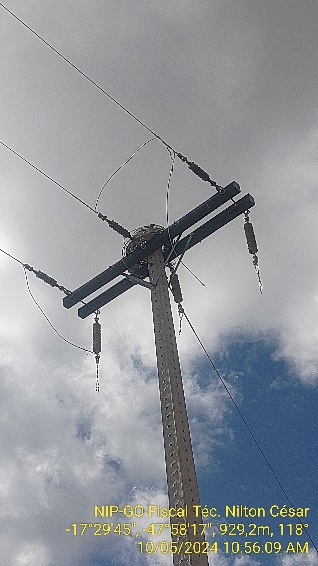 NIP-GO Fiscal Téc. Nilton César
-17°29'45", -47°58'17", 929,2m, 118°
10/05/2024 10:56:09 AM